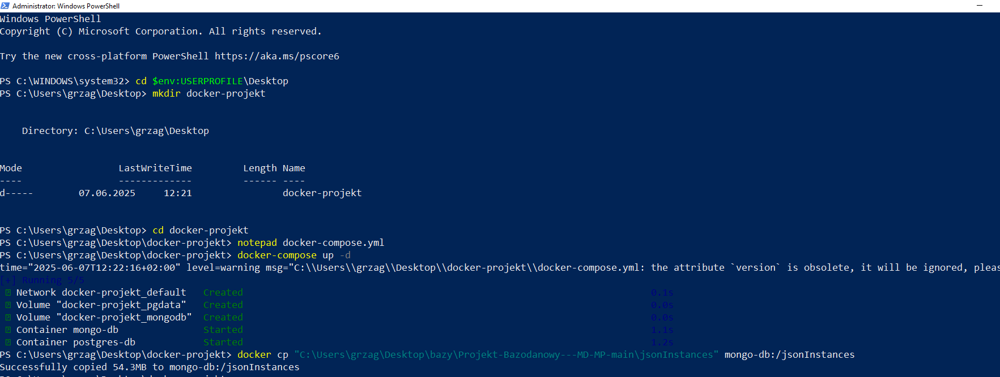 Administrator: Windows PowerShell
Windows PowerShell
Copyright (C) Microsoft Corporation. All rights reserved.
Try the new cross-platform PowerShell https://aka.ms/pscore6
PS C:\WINDOWS\system32> cd $env:USERPROFILE\Desktop
PS C:\Users\grzag\Desktop> mkdir docker-projekt
Directory: C:\Users\grzag\Desktop
Mode LastWriteTime Length Name
---- ------------- ------ ----
d----- 07.06.2025 12:21 docker-projekt
PS C:\Users\grzag\Desktop> cd docker-projekt
PS C:\Users\grzag\Desktop\docker-projekt> notepad docker-compose.yml
PS C:\Users\grzag\Desktop\docker-projekt> docker-compose up -d
time="2025-06-07T12:22:16+02:00" level=warning msg="C:\\Users\\grzag\\Desktop\\docker-projekt\\docker-compose.yml: the attribute `version` is obsolete, it will be ignored, pleas
[+] Running 5/5
Network docker-projekt_default Created 0.1s
Volume "docker-projekt_pgdata" Created 0.0s
Volume "docker-projekt_mongodb" Created 0.0s
Container mongo-db Started 1.1s
Container postgres-db Started 1.2s
PS C:\Users\grzag\Desktop\docker-projekt> docker cp "C:\Users\grzag\Desktop\bazy\Projekt-Bazodanowy---MD-MP-main\jsonInstances" mongo-db:/jsonInstances
Successfully copied 54.3MB to mongo-db:/jsonInstances